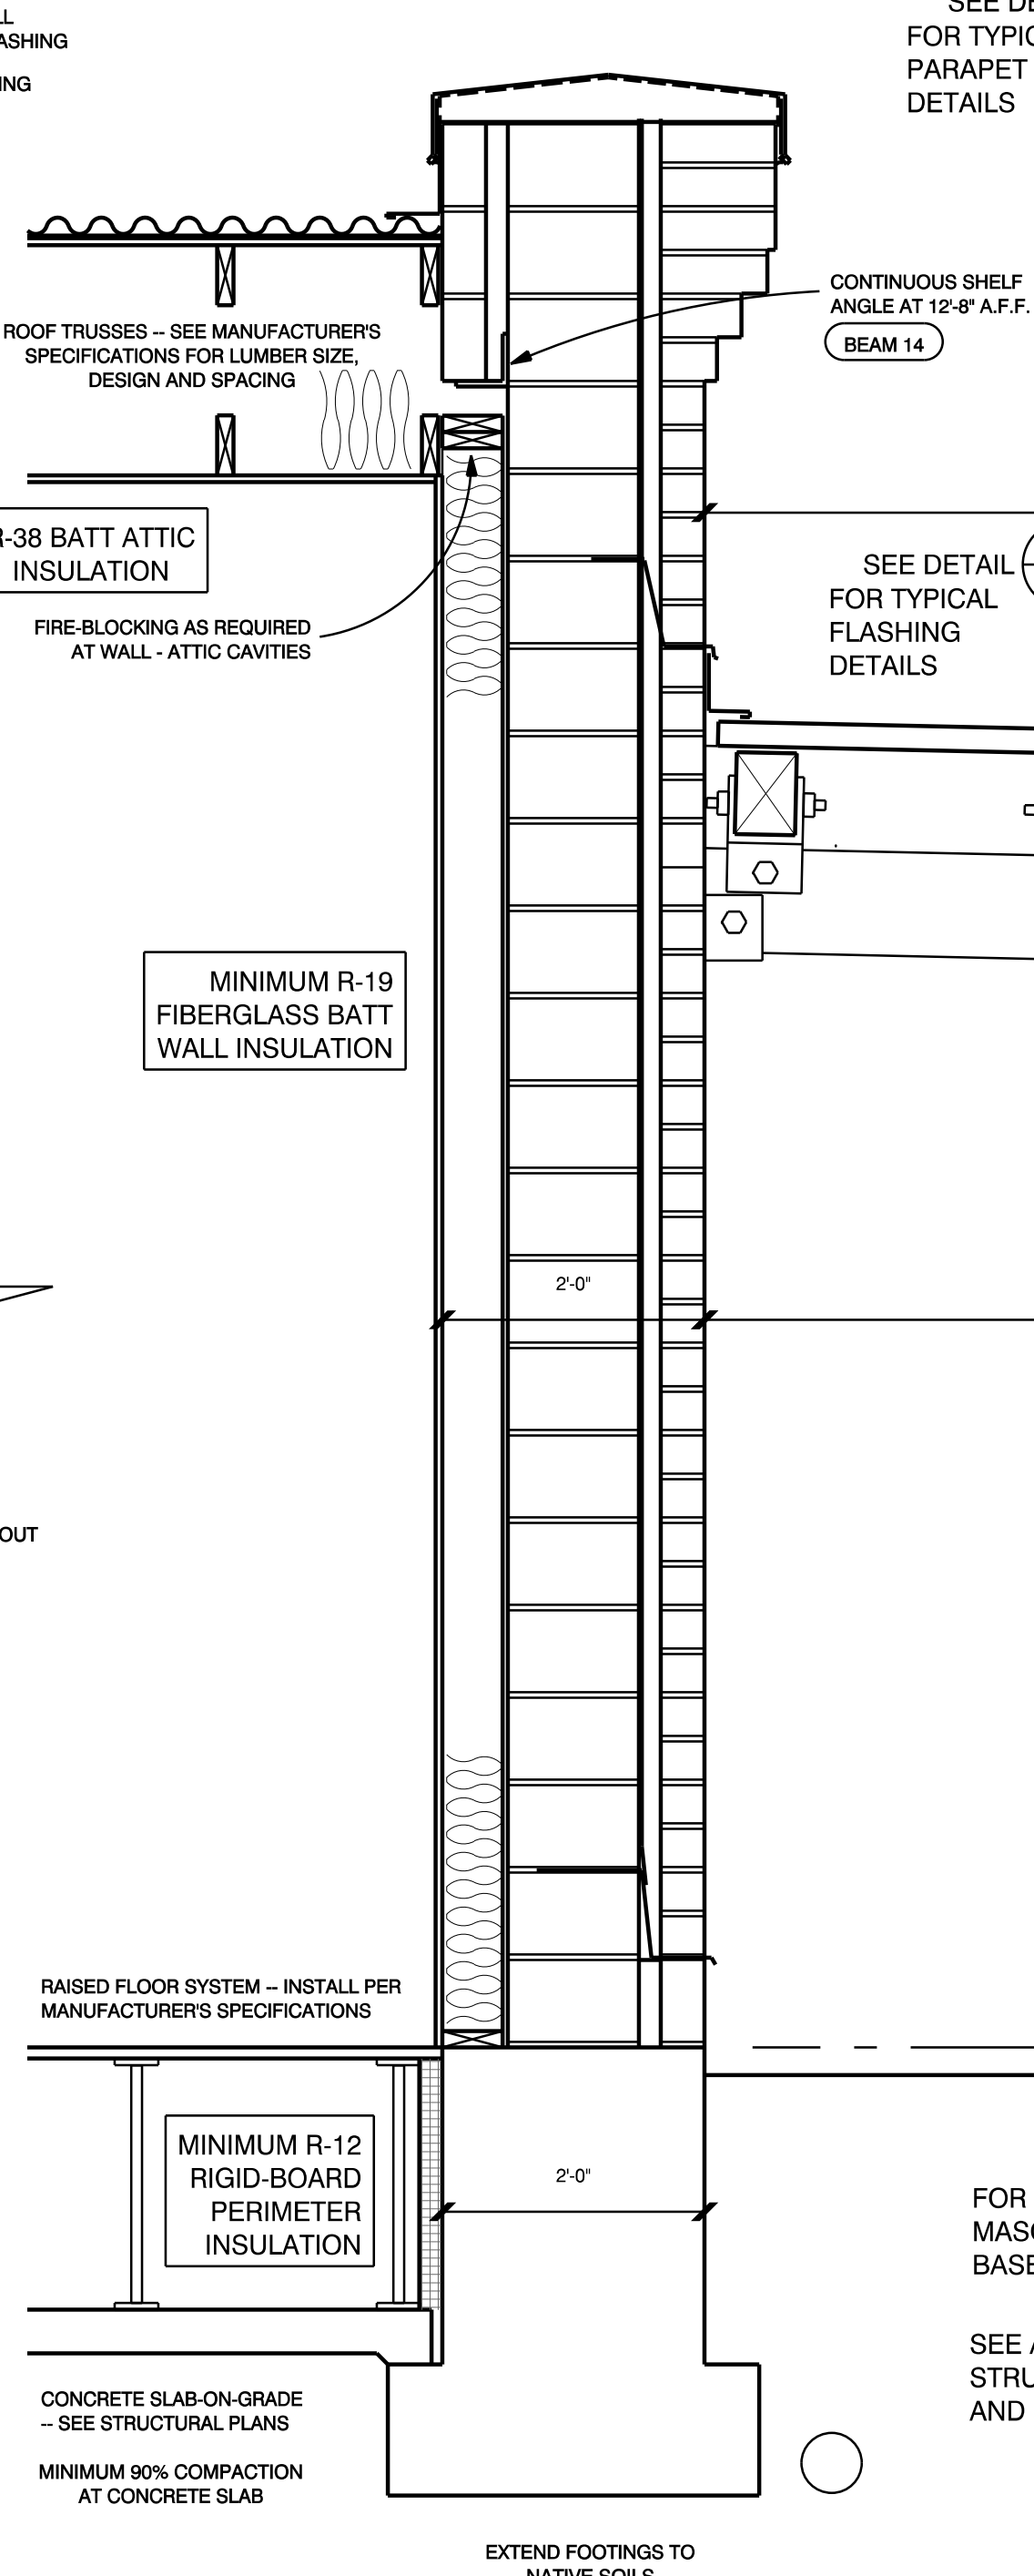 SEE
FOR
PARAPET
DETAILS
ROOF TRUSSES -- SEE MANUFACTURER'S
SPECIFICATIONS FOR LUMBER SIZE,
DESIGN AND SPACING
CONTINUOUS SHELF
ANGLE AT 12'-8" A.F.F.
BEAM 14
R-38 BATT ATTIC
INSULATION
FIRE-BLOCKING AS REQUIRED
AT WALL - ATTIC CAVITIES
SEE DETAIL
FOR TYPICAL
FLASHING
DETAILS
MINIMUM R-19
FIBERGLASS BATT
WALL INSULATION
2'-0"
OUT
RAISED FLOOR SYSTEM -- INSTALL PER
MANUFACTURER'S SPECIFICATIONS
MINIMUM R-12
RIGID-BOARD
PERIMETER
INSULATION
2'-0"
FOR
SEE
AND
CONCRETE SLAB-ON-GRADE
-- SEE STRUCTURAL PLANS
MINIMUM 90% COMPACTION
AT CONCRETE SLAB
EXTEND FOOTINGS TO
NATIVE SOILS